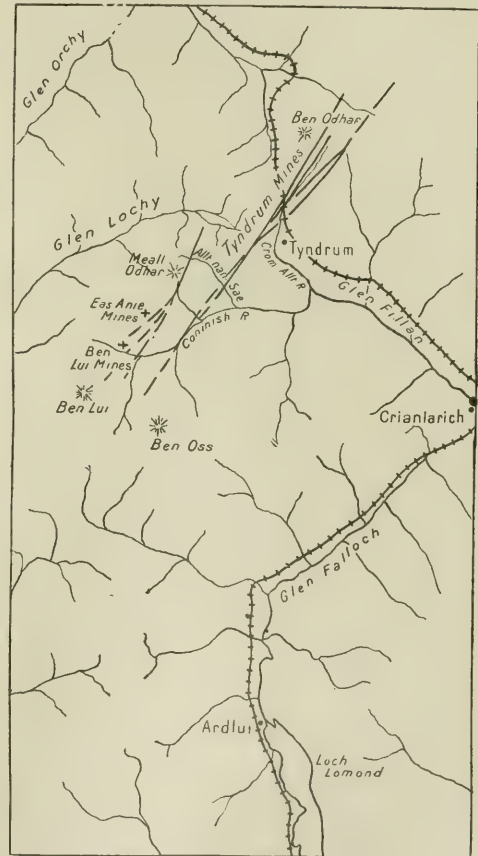 Glen Orchy
Ben Odhar
Tyndrum Mines
Glen Lochy
Tyndrum
Meall
Odhar
Allt nan Sae
Crom Allt R
Eas Anie
Mines
Coninish R
Glen Fillan
Ben
Lui Mines
Ben Lui
Crianlarich
Ben Oss
Glen Falloch
Ardlui
Loch
Lomond